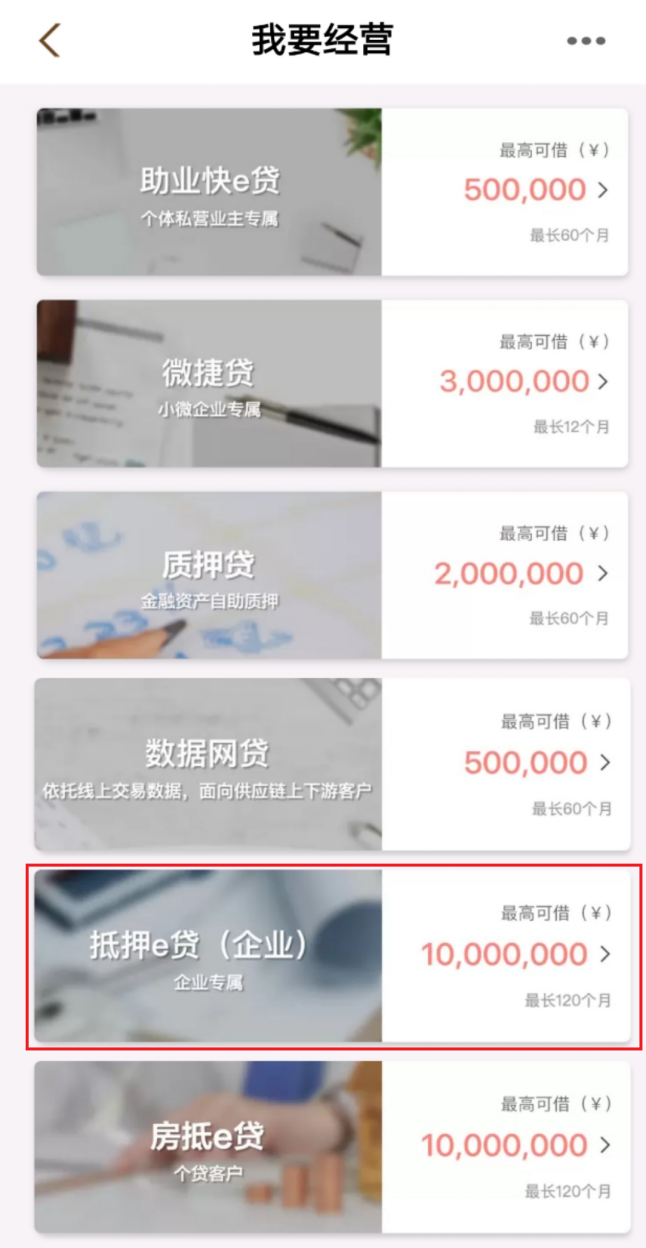 我要经营
助业快e贷
个体私营业主专属
最高可借（¥）
500,000
最长60个月
微捷贷
小微企业专属
最高可借（¥）
3,000,000
最长12个月
质押贷
金融资产自助质押
最高可借（¥）
2,000,000
最长60个月
数据网贷
依托线上交易数据，面向供应链上下游客户
最高可借（¥）
500,000
最长60个月
抵押e贷（企业）
企业专属
最高可借（¥）
10,000,000
最长120个月
房抵e贷
个贷客户
最高可借（¥）
10,000,000
最长120个月